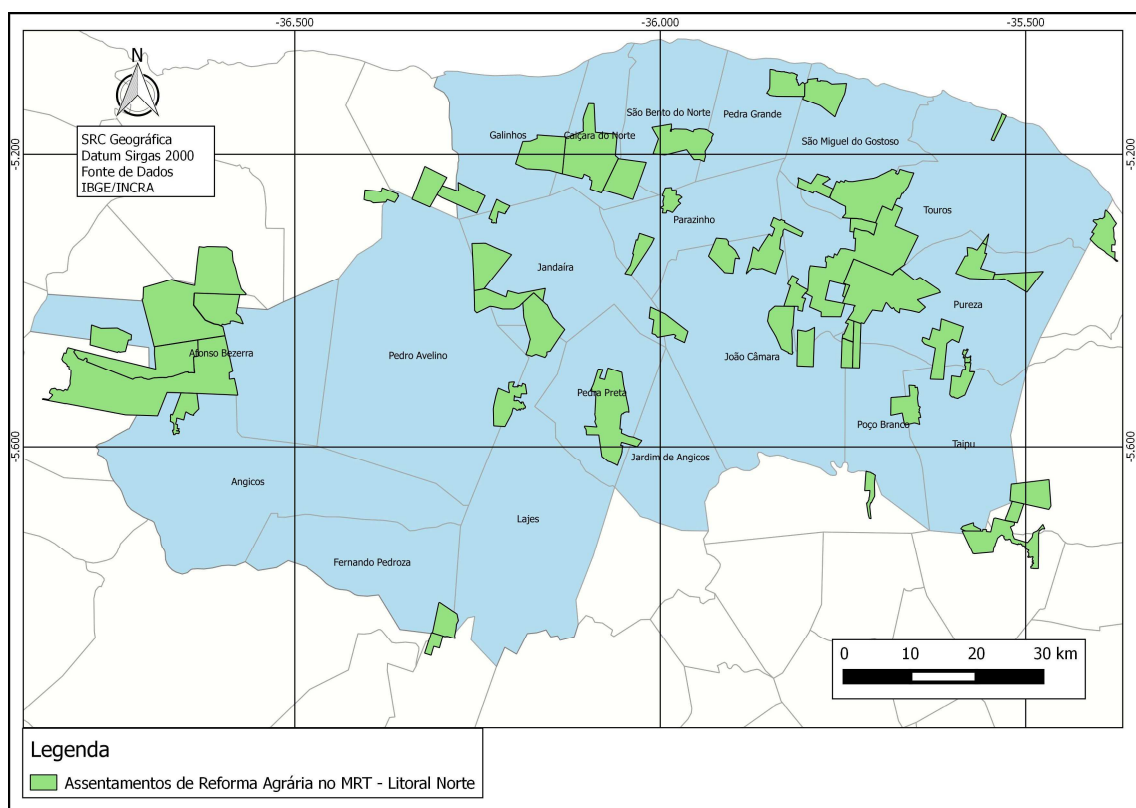 -36.500
-36.000
-35.500
N
SRC Geográfica
Datum Sirgas 2000
Fonte de Dados
IBGE/INCRA
-5.200
-5.200
São Bento do Norte
Pedra Grande
Galinhos
Caiçara do Norte
São Miguel do Gostoso
Touros
Parazinho
Jandaíra
Pureza
Afonso Bezerra
Pedro Avelino
João Câmara
Pedra Preta
Poço Branco
Taipu
-5.600
-5.600
Jardim de Angicos
Angicos
Lajes
Fernando Pedroza
0 10 20 30 km
Legenda
Assentamentos de Reforma Agrária no MRT - Litoral Norte